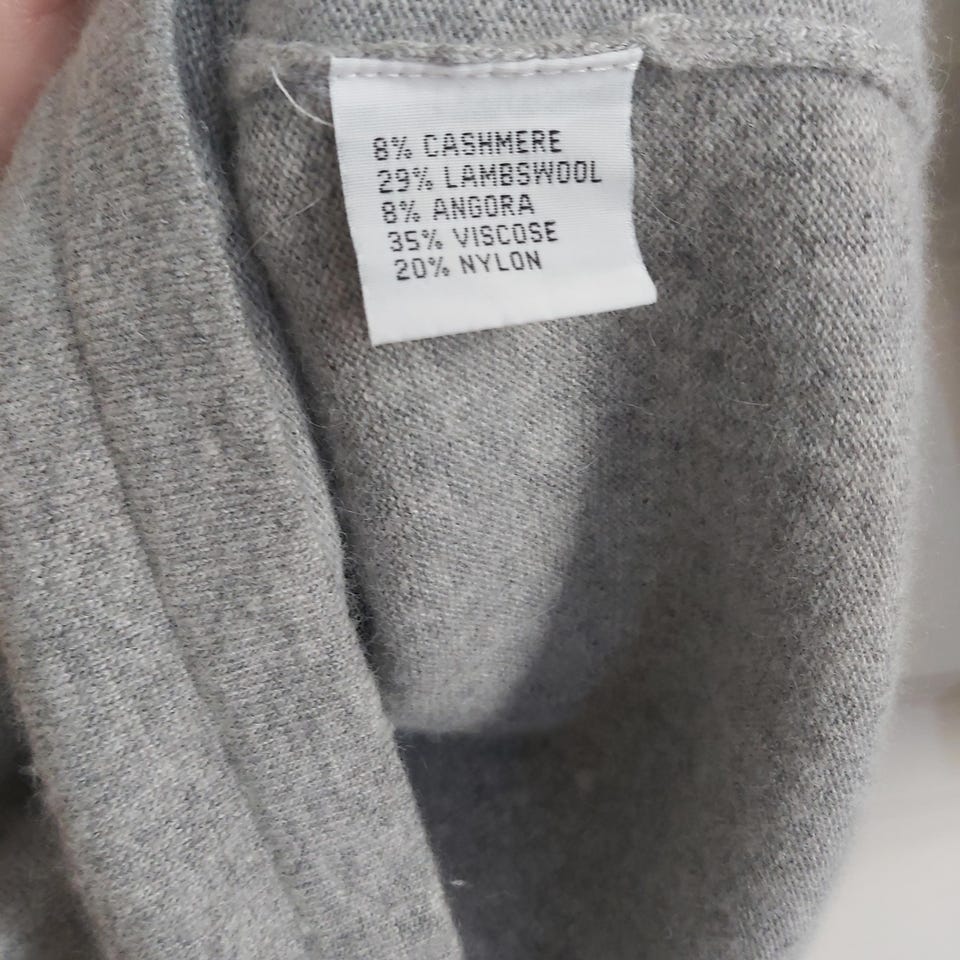 8% CASHMERE
29% LAMBSWOOL
8% ANGORA
35% VISCOSE
20% NYLON